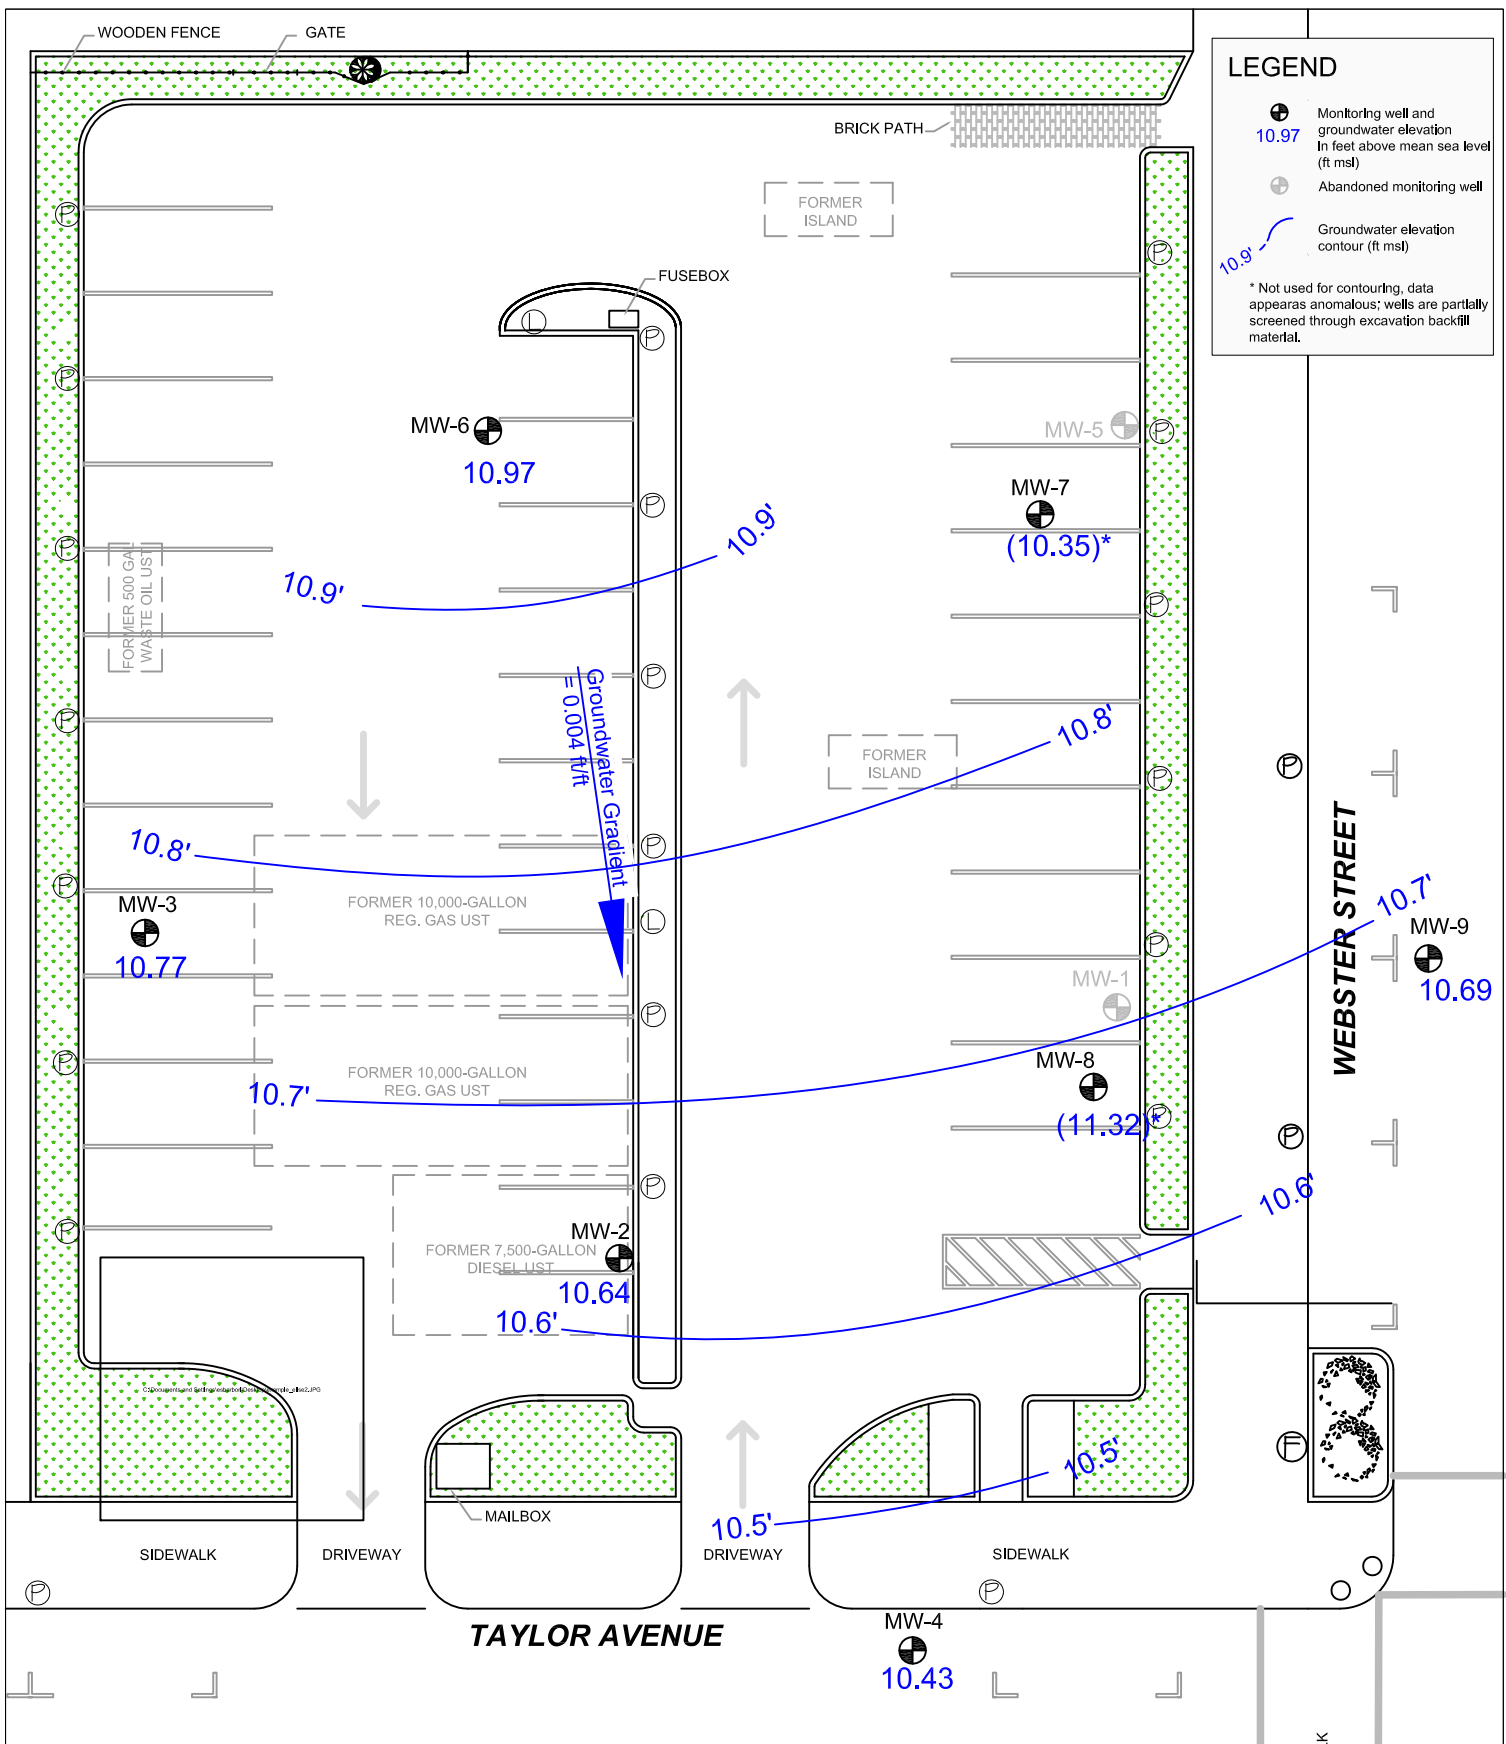 WOODEN FENCE
GATE
LEGEND
10.97
Monitoring well and
groundwater elevation
In feet above mean sea level
(ft msl)
Abandoned monitoring well
10.9'
Groundwater elevation
contour (ft msl)
* Not used for contouring, data
appearas anomalous; wells are partially
screened through excavation backfill
material.
BRICK PATH
FORMER
ISLAND
FUSEBOX
P
P
L
P
P
MW-6
10.97
MW-5
P
P
MW-7
(10.35)*
10.9'
10.9'
FORMER 500 GAL
WASTE OIL UST
P
P
Groundwater Gradient
= 0.004 ft/ft
P
P
10.8'
FORMER
ISLAND
P
P
10.8'
P
P
MW-3
10.77
FORMER 10,000-GALLON
REG. GAS UST
L
P
10.7'
WEBSTER STREET
MW-9
10.69
MW-1
P
P
FORMER 10,000-GALLON
REG. GAS UST
10.7'
MW-8
(11.32)*
P
P
P
P
10.6'
MW-2
10.64
FORMER 7,500-GALLON
DIESEL UST
10.6'
10.5'
10.5'
MAILBOX
SIDEWALK
DRIVEWAY
DRIVEWAY
SIDEWALK
P
P
TAYLOR AVENUE
MW-4
10.43